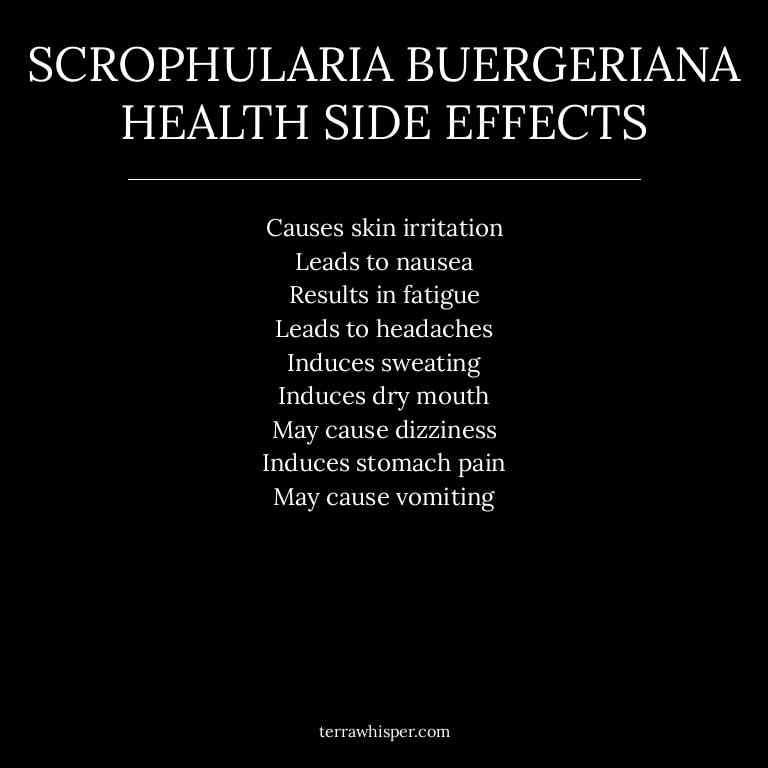 SCROPHULARIA BUERGERIANA
HEALTH SIDE EFFECTS
Causes skin irritation
Leads to nausea
Results in fatigue
Leads to headaches
Induces sweating
Induces dry mouth
May cause dizziness
Induces stomach pain
May cause vomiting
terrawhisper.com